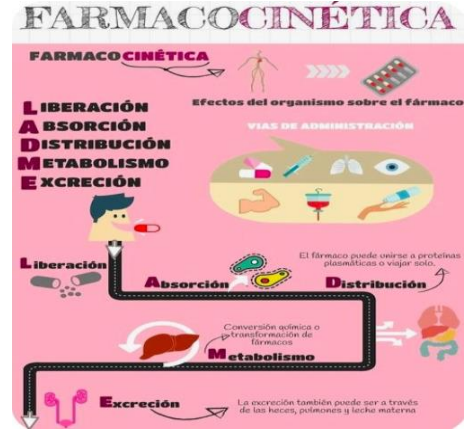 FARMACOCINÉTICA
FARMACOCINÉTICA
Efectos del organismo sobre el fármaco
LIBERACIÓN
ABSORCIÓN
DISTRIBUCIÓN
METABOLISMO
EXCRECIÓN
VIAS DE ADMINISTRACIÓN
El fármaco puede unirse a proteínas
plasmáticas o viajar solo.
Liberación
Absorción
Distribución
Conversión química o
transformación de
fármacos
Metabolismo
Excreción
La excreción también puede ser a través
de las heces, pulmones y leche materna